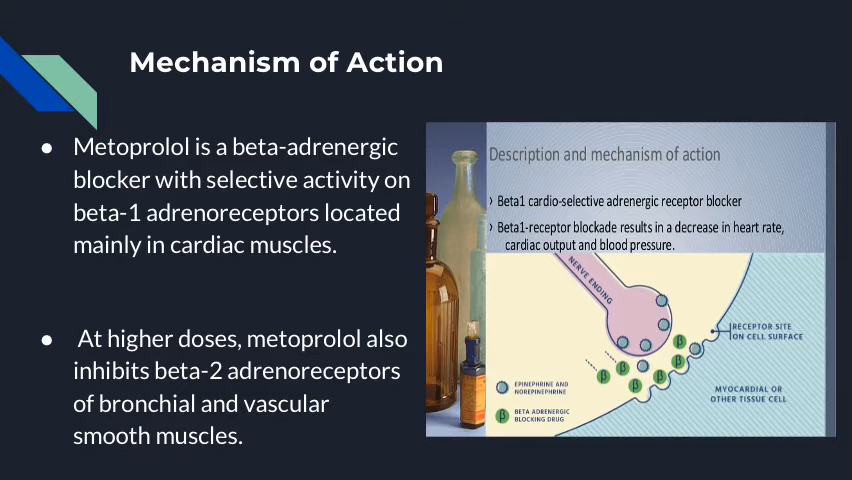 Mechanism of Action
● Metoprolol is a beta-adrenergic
blocker with selective activity on
beta-1 adrenoreceptors located
mainly in cardiac muscles.
● At higher doses, metoprolol also
inhibits beta-2 adrenoreceptors
of bronchial and vascular
smooth muscles.
Description and mechanism of action
› Beta1 cardio-selective adrenergic receptor blocker
› Beta1-receptor blockade results in a decrease in heart rate,
cardiac output and blood pressure.
NERVE ENDING
RECEPTOR SITE
ON CELL SURFACE
β
β
β
β
β
β
MYOCARDIAL OR
OTHER TISSUE CELL
EPINEPHRINE AND
NOREPINEPHRINE
β BETA ADRENERGIC
BLOCKING DRUG